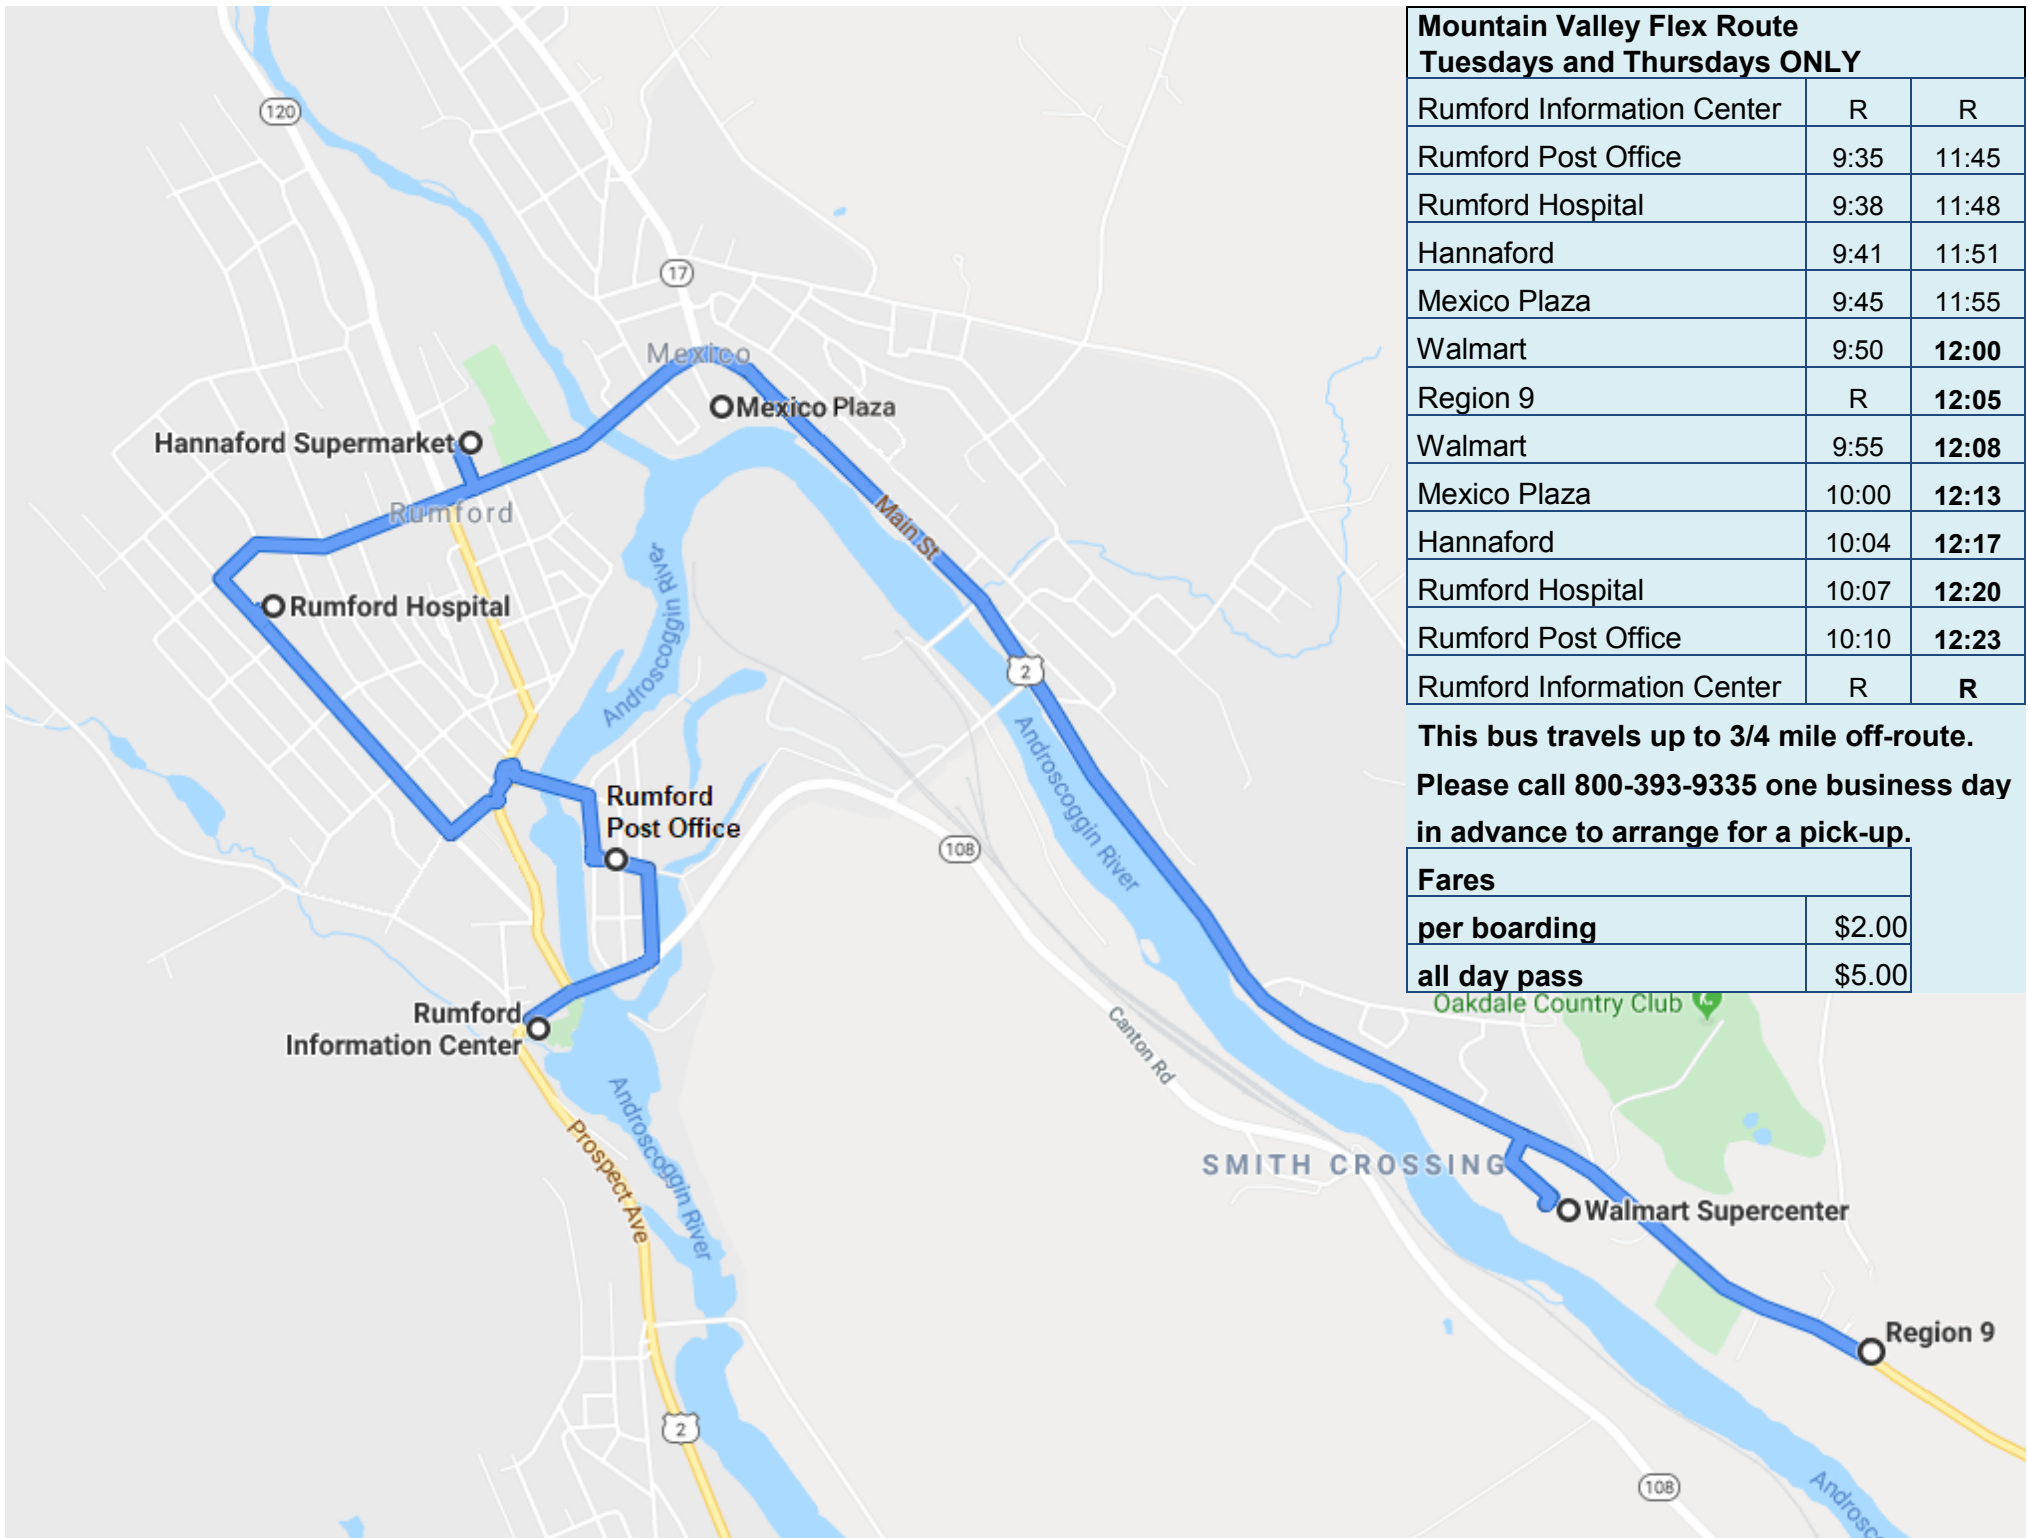 Mountain Valley Flex Route
Tuesdays and Thursdays ONLY
Rumford Information Center R R
Rumford Post Office 9:35 11:45
Rumford Hospital 9:38 11:48
Hannaford 9:41 11:51
Mexico Plaza 9:45 11:55
Walmart 9:50 12:00
Region 9 R 12:05
Walmart 9:55 12:08
Mexico Plaza 10:00 12:13
Hannaford 10:04 12:17
Rumford Hospital 10:07 12:20
Rumford Post Office 10:10 12:23
Rumford Information Center R R
This bus travels up to 3/4 mile off-route.
Please call 800-393-9335 one business day
in advance to arrange for a pick-up.
Fares
per boarding $2.00
all day pass $5.00
120
17
Mexico
Mexico Plaza
Hannaford Supermarket
Rumford
Main St
Androscoggin River
Rumford Hospital
2
Androscoggin River
Rumford
Post Office
108
Rumford
Information Center
Oakdale Country Club
Canton Rd
Androscoggin River
Prospect Ave
SMITH CROSSING
Walmart Supercenter
Region 9
2
108
Androsc